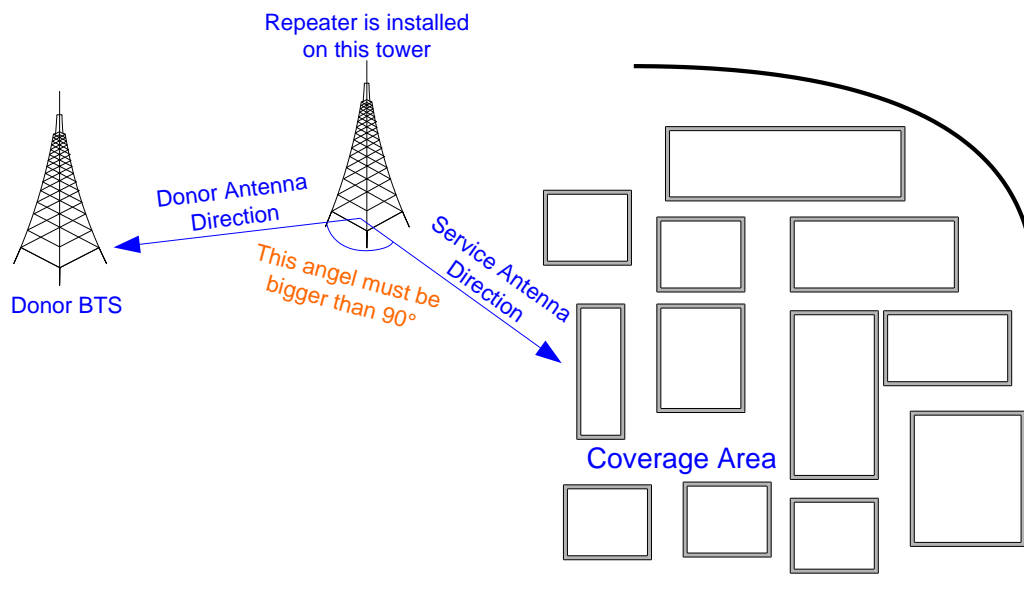 Repeater is installed
on this tower
Donor Antenna
Direction
Service Antenna
Direction
This angel must be
bigger than 90°
Donor BTS
Coverage Area